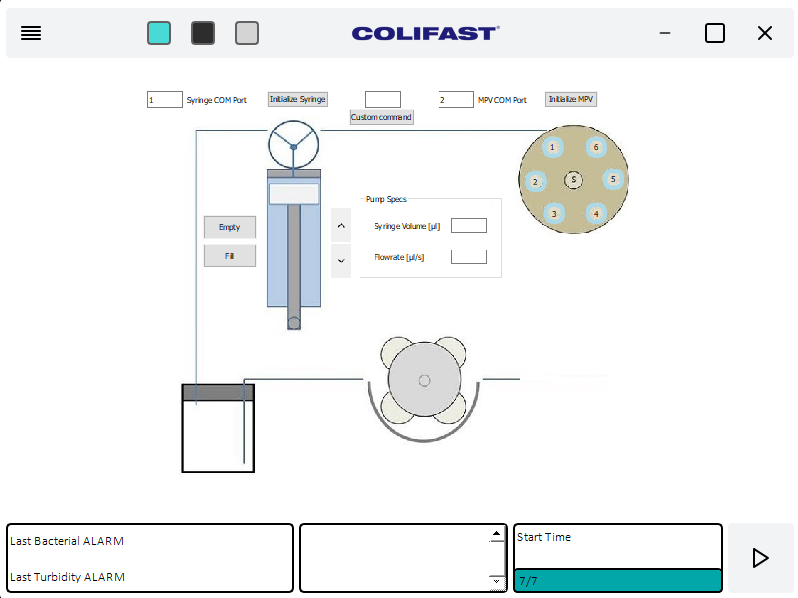 COLIFAST
1 Syringe COM Port Initialize Syringe 2 MPV COM Port Initialize MPV
Custom command
1 6
2 S 5
3 4
Pump Specs
Empty
Syringe Volume [µl]
Fill
Flowrate [µl/s]
Last Bacterial ALARM
Last Turbidity ALARM
Start Time
7/7